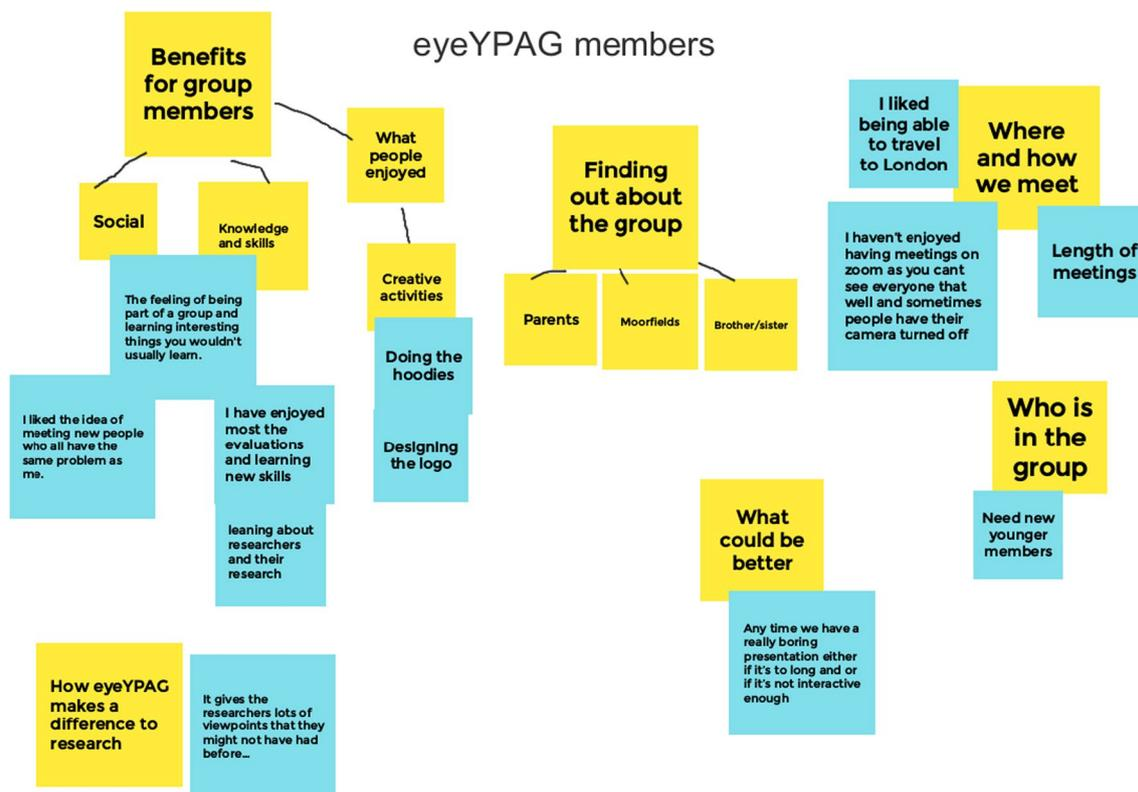 eyeYPAG members
Benefits
for group
members
What
people
enjoyed
Social
Knowledge
and skills
The feeling of being
part of a group and
learning interesting
things you wouldn't
usually learn.
I liked the idea of
meeting new people
who all have the
same problem as
me.
I have enjoyed
most the
evaluations
and learning
new skills
leaning about
researchers
and their
research
Creative
activities
Doing the
hoodies
Designing
the logo
Finding
out about
the group
Parents
Moorfields
Brother/sister
I liked
being able
to travel
to London
Where
and how
we meet
I haven't enjoyed
having meetings on
zoom as you cant
see everyone that
well and sometimes
people have their
camera turned off
Length of
meetings
Who is
in the
group
Need new
younger
members
What
could be
better
Any time we have a
really boring
presentation either
if it's to long and or
if it's not interactive
enough
How eyeYPAG
makes a
difference to
research
It gives the
researchers lots of
viewpoints that they
might not have had
before...